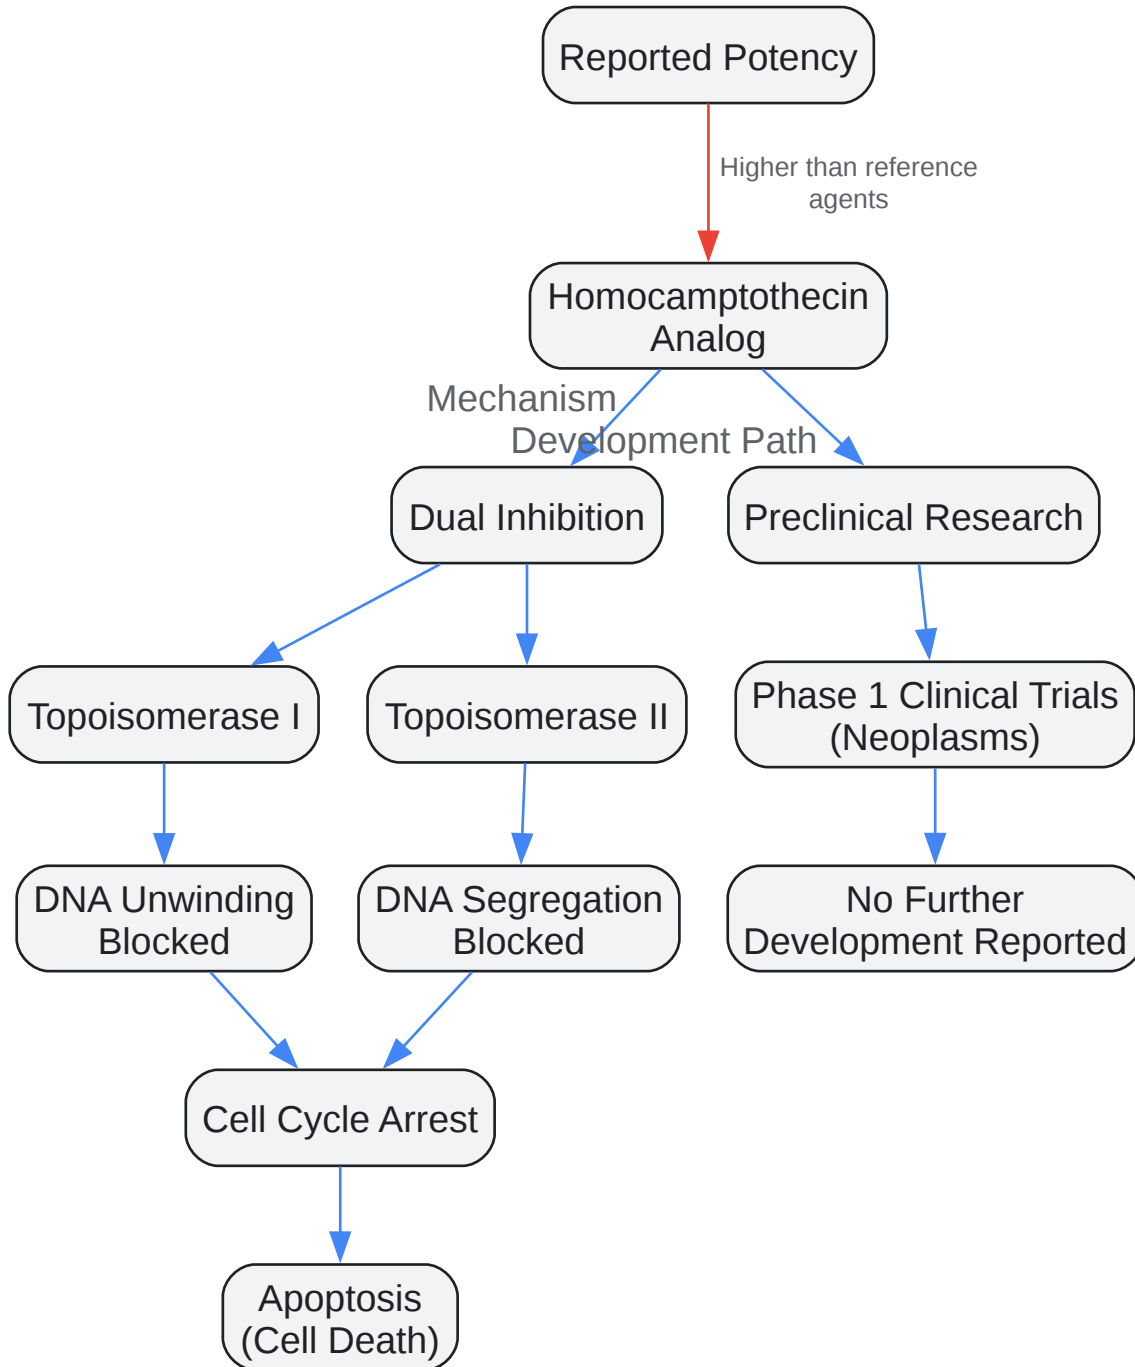 Reported Potency
Higher than reference
agents
Homocamptothecin
Analog
Mechanism
Development Path
Dual Inhibition
Preclinical Research
Topoisomerase I
Topoisomerase II
Phase 1 Clinical Trials
(Neoplasms)
DNA Unwinding
Blocked
DNA Segregation
Blocked
No Further
Development Reported
Cell Cycle Arrest
Apoptosis
(Cell Death)